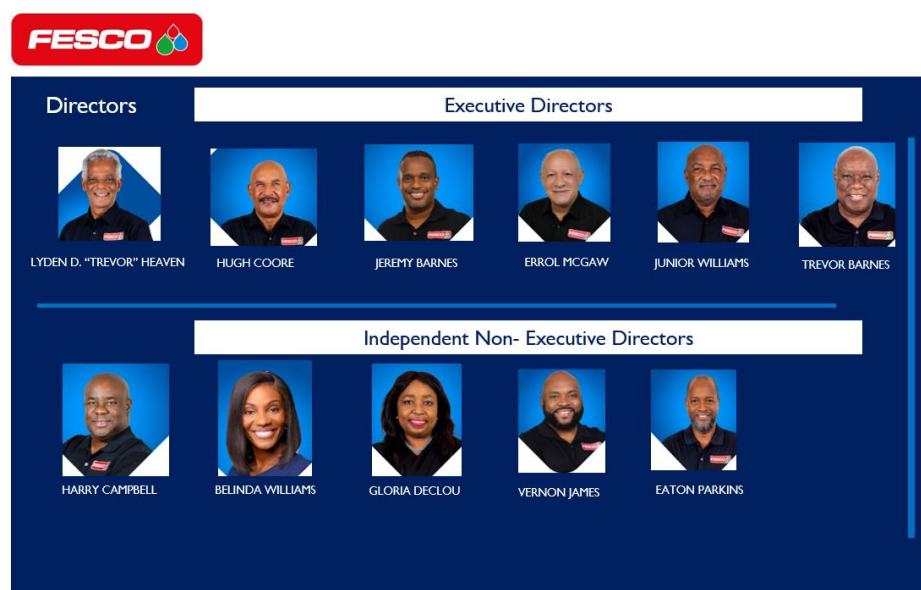 FESCO
Directors
Executive Directors
LYDEN D. “TREVOR” HEAVEN
HUGH COORE
JEREMY BARNES
ERROL MCGAW
JUNIOR WILLIAMS
TREVOR BARNES
Independent Non- Executive Directors
HARRY CAMPBELL
BELINDA WILLIAMS
GLORIA DECLOU
VERNON JAMES
EATON PARKINS